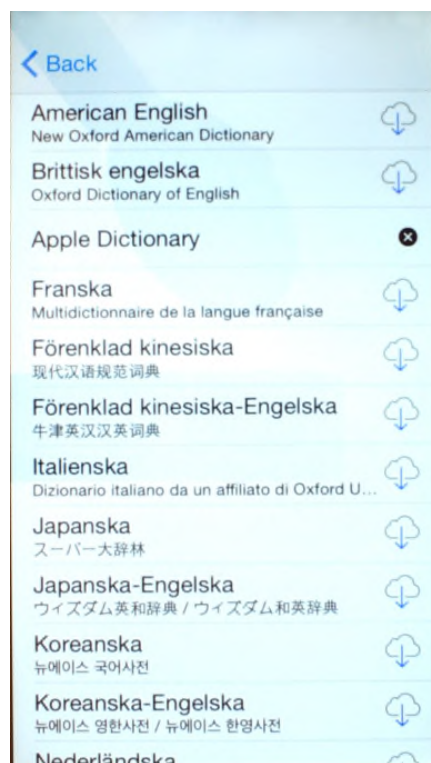 Back
American English
New Oxford American Dictionary
Brittisk engelska
Oxford Dictionary of English
Apple Dictionary
Franska
Multidictionnaire de la langue française
Förenklad kinesiska
现代汉语规范词典
Förenklad kinesiska-Engelska
牛津英汉汉英词典
Italienska
Dizionario italiano da un affiliato di Oxford U...
Japanska
スーパー大辞林
Japanska-Engelska
ウィズダム英和辞典 / ウィズダム和英辞典
Koreanska
뉴에이스 국어사전
Koreanska-Engelska
뉴에이스 영한사전 / 뉴에이스 한영사전
Nederländska